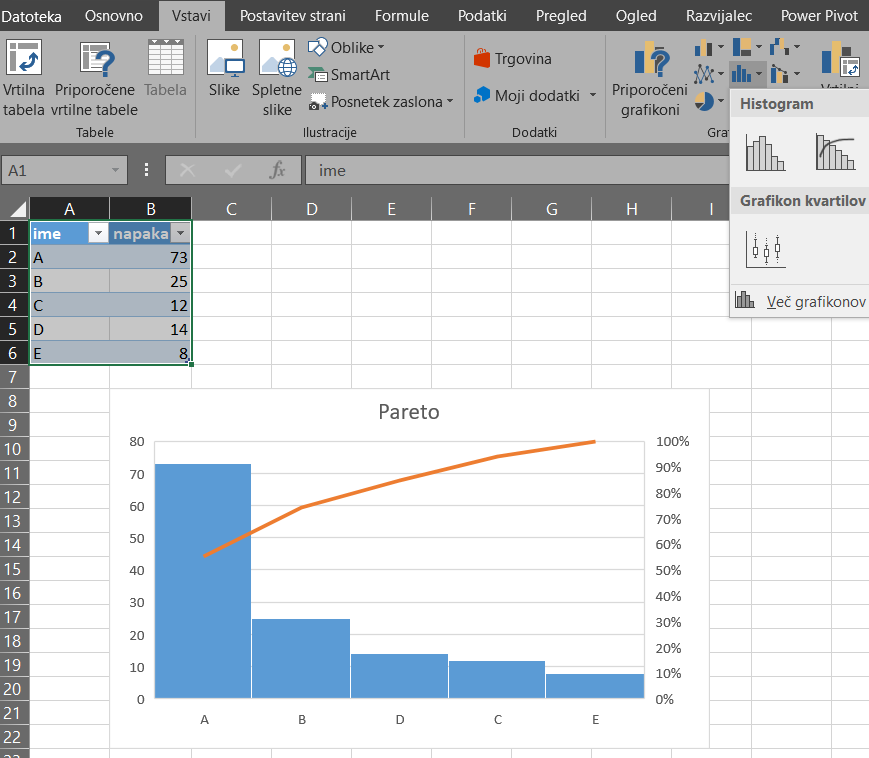 Datoteka Osnovno Vstavi Postavitev strani Formule Podatki Pregled Ogled Razvijalec Power Pivot
Vrtilna tabela
Priporočene vrtilne tabele
Tabela
Tabele
Slike
Spletne slike
Oblike
SmartArt
Posnetek zaslona
Ilustracije
Trgovina
Moji dodatki
Dodatki
Priporočeni grafikoni
Histogram
Grafikon kvartilov
Več grafikonov
A1 fx ime
A B C D E F G H I
1 ime napaka
2 A 73
3 B 25
4 C 12
5 D 14
6 E 8
7
8
9
10
11
12
13
14
15
16
17
18
19
20
21
22
Pareto
80 100%
70 90%
60 80%
50 70%
40 60%
30 50%
20 40%
10 30%
0 20%
10%
0%
A B D C E